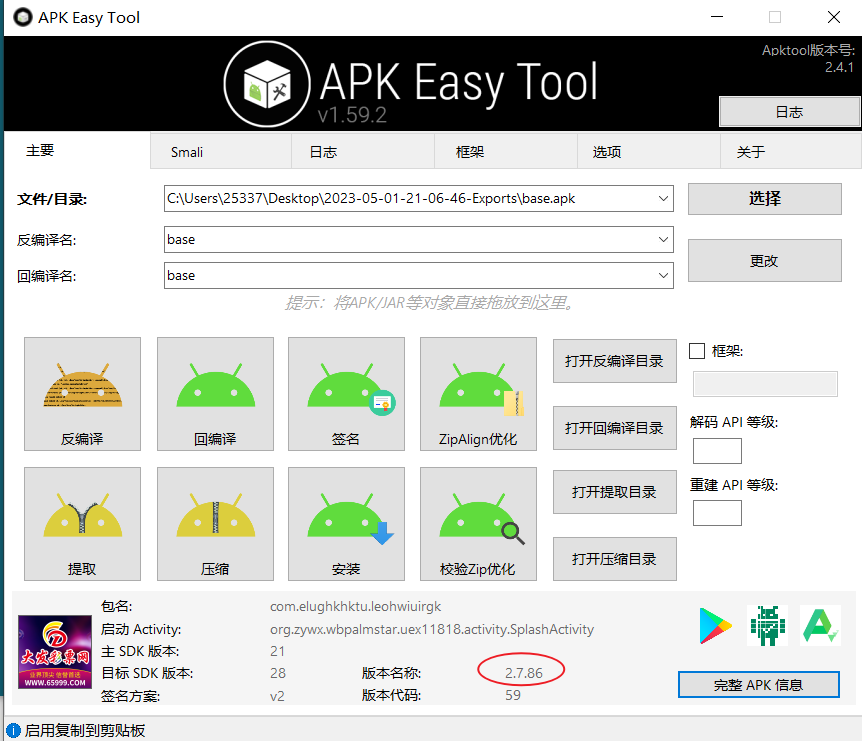 APK Easy Tool
APK Easy Tool
v1.59.2
Apktool版本号:
2.4.1
日志
主要
Smali
日志
框架
选项
关于
文件/目录:
C:\Users\25337\Desktop\2023-05-01-21-06-46-Exports\base.apk
选择
反编译名:
base
更改
回编译名:
base
提示：将APK/JAR等对象直接拖放到这里。
反编译
回编译
签名
ZipAlign优化
打开反编译目录
框架:
打开回编译目录
解码 API 等级:
提取
压缩
安装
校验Zip优化
打开提取目录
重建 API 等级:
打开压缩目录
大发彩票网
业界顶尖 信誉首选
WWW.65999.COM
包名:
com.elughkhktu.leohwiuirgk
启动 Activity:
org.zywx.wbpalmstar.uex11818.activity.SplashActivity
主 SDK 版本:
21
目标 SDK 版本:
28
版本名称:
2.7.86
签名方案:
v2
版本代码:
59
完整 APK 信息
启用复制到剪贴板